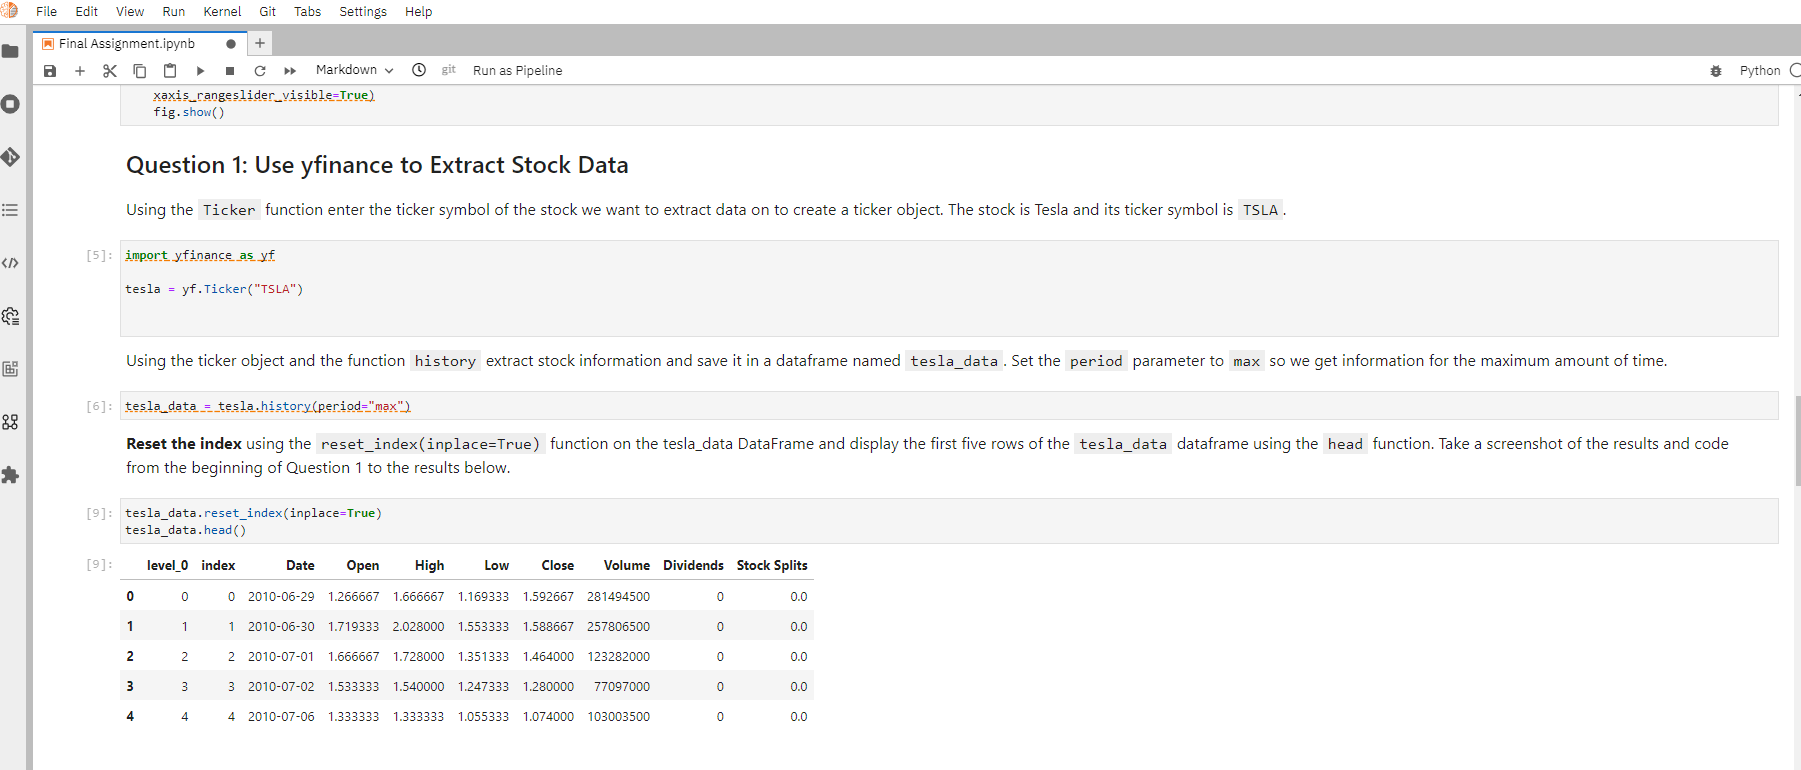 File Edit View Run Kernel Git Tabs Settings Help
Final Assignment.ipynb
Markdown git Run as Pipeline Python
xaxis_rangeslider_visible=True)
fig.show()
Question 1: Use yfinance to Extract Stock Data
Using the Ticker function enter the ticker symbol of the stock we want to extract data on to create a ticker object. The stock is Tesla and its ticker symbol is TSLA .
[5]: import yfinance as yf
tesla = yf.Ticker("TSLA")
Using the ticker object and the function history extract stock information and save it in a dataframe named tesla_data . Set the period parameter to max so we get information for the maximum amount of time.
[6]: tesla_data = tesla.history(period="max")
Reset the index using the reset_index(inplace=True) function on the tesla_data DataFrame and display the first five rows of the tesla_data dataframe using the head function. Take a screenshot of the results and code
from the beginning of Question 1 to the results below.
[9]: tesla_data.reset_index(inplace=True)
tesla_data.head()
[9]: level_0 index Date Open High Low Close Volume Dividends Stock Splits
0 0 0 2010-06-29 1.266667 1.666667 1.169333 1.592667 281494500 0 0.0
1 1 1 2010-06-30 1.719333 2.028000 1.553333 1.588667 257806500 0 0.0
2 2 2 2010-07-01 1.666667 1.728000 1.351333 1.464000 123282000 0 0.0
3 3 3 2010-07-02 1.533333 1.540000 1.247333 1.280000 77097000 0 0.0
4 4 4 2010-07-06 1.333333 1.333333 1.055333 1.074000 103003500 0 0.0